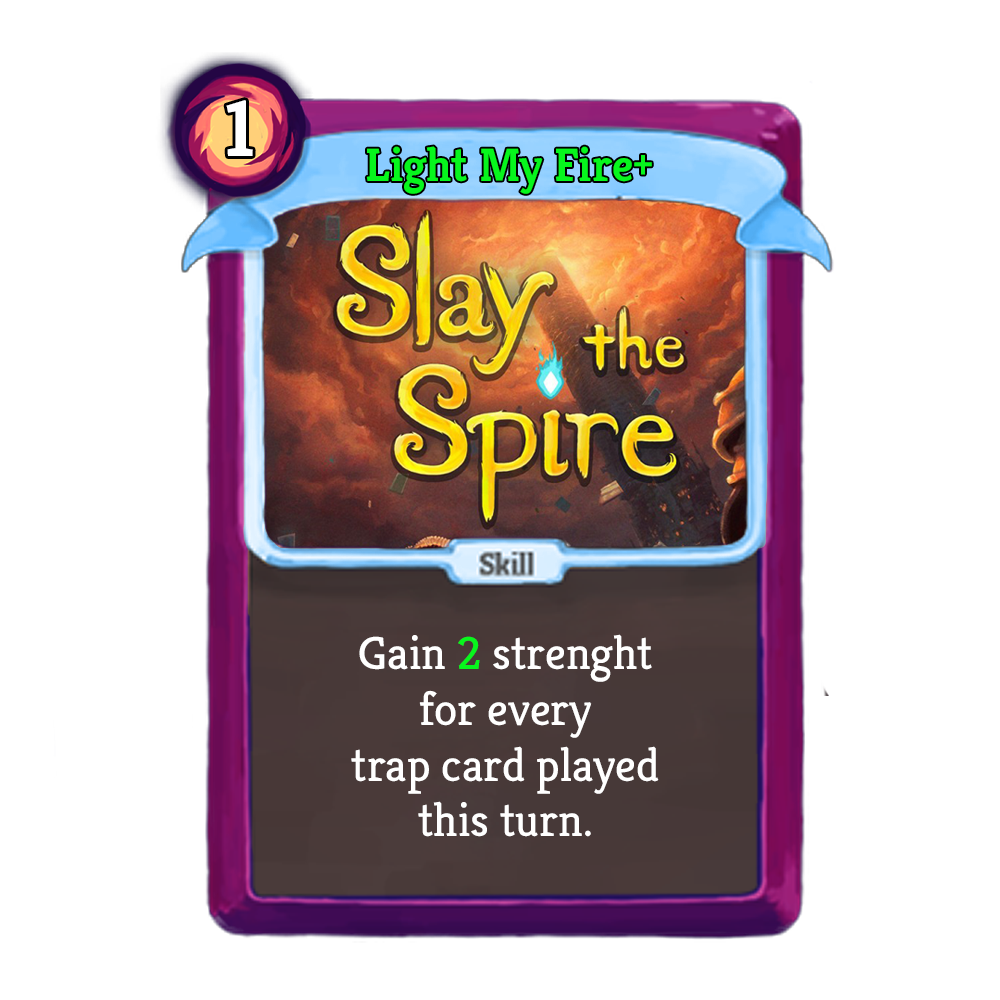 1
Light My Fire+
Slay
the
Spire
Skill
Gain 2 strenght
for every
trap card played
this turn.